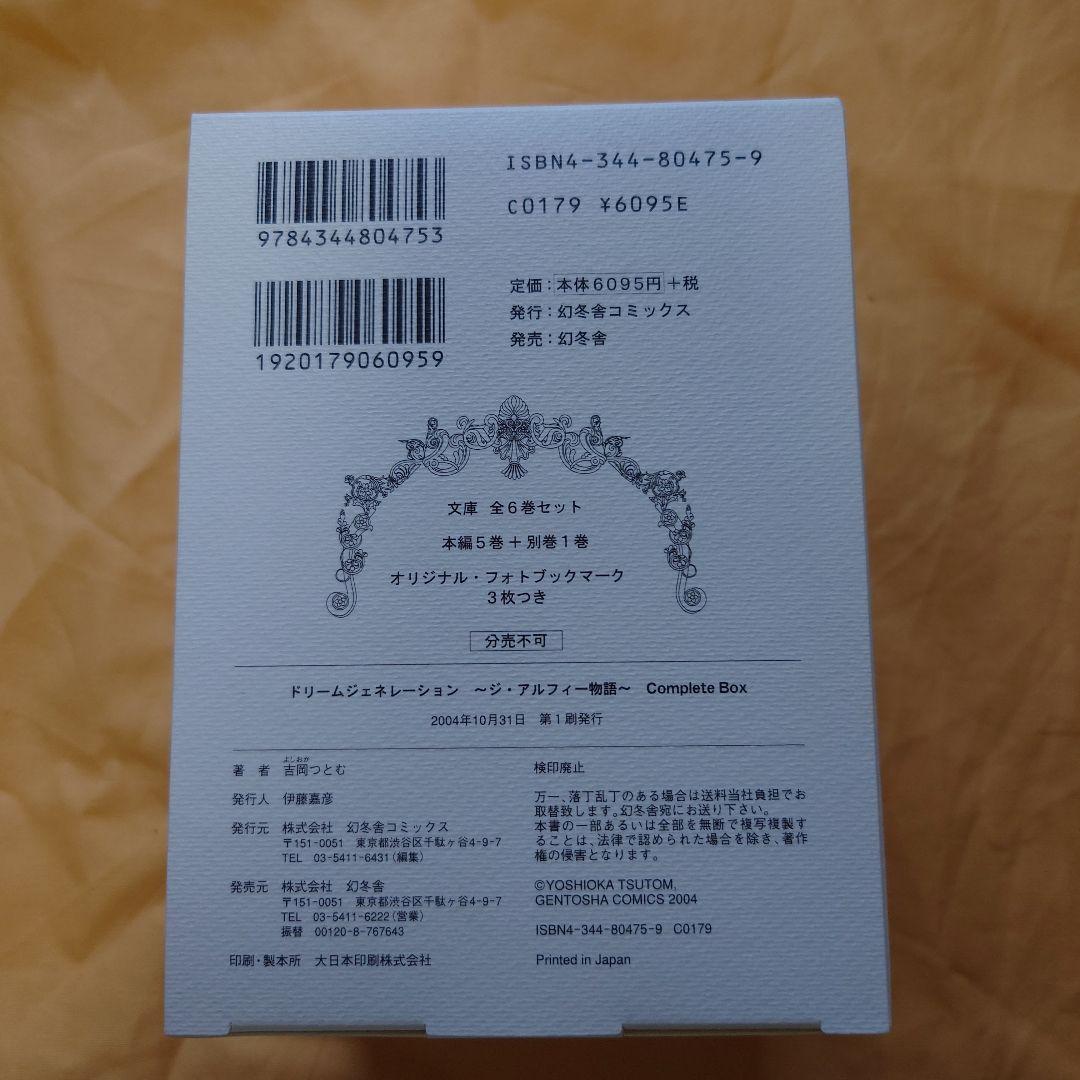 9784344804753
ISBN4-344-80475-9
C0179 ¥6095E
1920179060959
定価：本体6095円＋税
発行：幻冬舎コミックス
発売：幻冬舎
文庫 全6巻セット
本編5巻＋別巻1巻
オリジナル・フォトブックマーク
3枚つき
分売不可
ドリームジェネレーション 〜ジ・アルフィー物語〜 Complete Box
2004年10月31日 第1刷発行
よしおか
著 者 吉岡つとむ
発行人 伊藤嘉彦
発行元 株式会社 幻冬舎コミックス
〒151-0051 東京都渋谷区千駄ヶ谷4-9-7
TEL 03-5411-6431（編集）
発売元 株式会社 幻冬舎
〒151-0051 東京都渋谷区千駄ヶ谷4-9-7
TEL 03-5411-6222（営業）
振替 00120-8-767643
印刷・製本所 大日本印刷株式会社
検印廃止
万一、落丁乱丁のある場合は送料当社負担でお
取替致します。幻冬舎宛にお送り下さい。
本書の一部あるいは全部を無断で複写複製す
ることは、法律で認められた場合を除き、著作
権の侵害となります。
©YOSHIOKA TSUTOM,
GENTOSHA COMICS 2004
ISBN4-344-80475-9 C0179
Printed in Japan